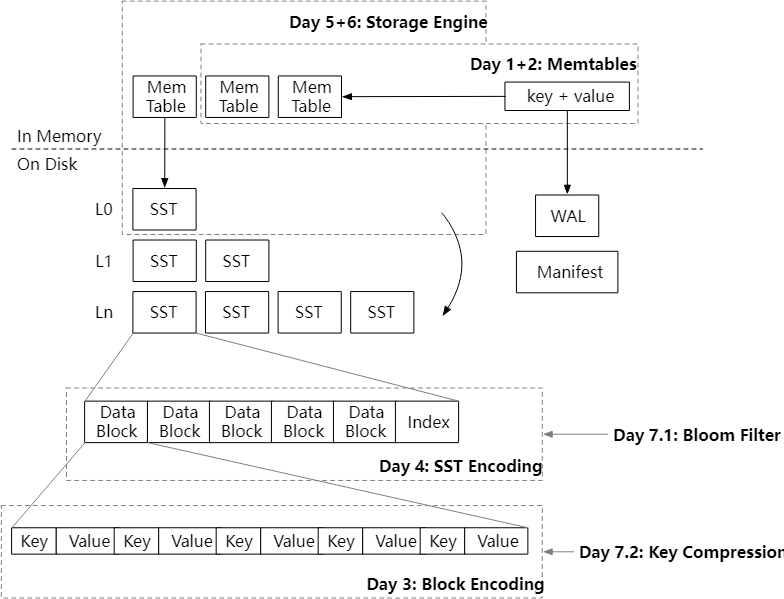 Day 5+6: Storage Engine
Day 1+2: Memtables
Mem
Table
Mem
Table
Mem
Table
key + value
In Memory
On Disk
L0
SST
WAL
L1
SST
SST
Manifest
Ln
SST
SST
SST
SST
Data
Block
Data
Block
Data
Block
Data
Block
Data
Block
Index
Day 7.1: Bloom Filter
Day 4: SST Encoding
Key
Value
Key
Value
Key
Value
Key
Value
Key
Value
Day 7.2: Key Compression
Day 3: Block Encoding